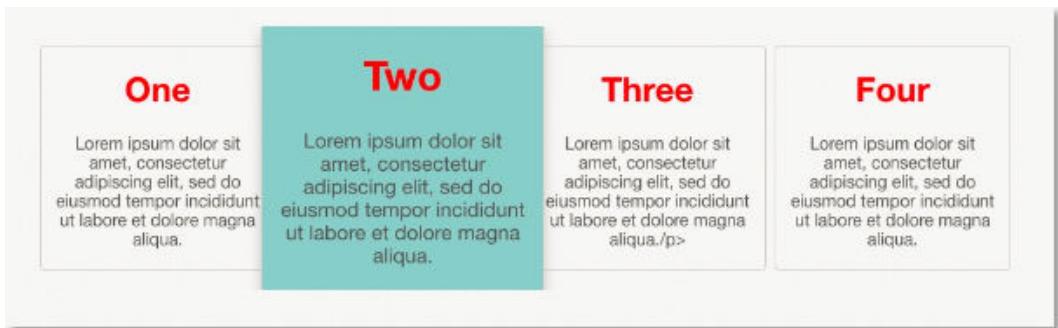 One
Lorem ipsum dolor sit
amet, consectetur
adipiscing elit, sed do
eiusmod tempor incididunt
ut labore et dolore magna
aliqua.
Two
Lorem ipsum dolor sit
amet, consectetur
adipiscing elit, sed do
eiusmod tempor incididunt
ut labore et dolore magna
aliqua.
Three
Lorem ipsum dolor sit
amet, consectetur
adipiscing elit, sed do
eiusmod tempor incididunt
ut labore et dolore magna
aliqua./p>
Four
Lorem ipsum dolor sit
amet, consectetur
adipiscing elit, sed do
eiusmod tempor incididunt
ut labore et dolore magna
aliqua.